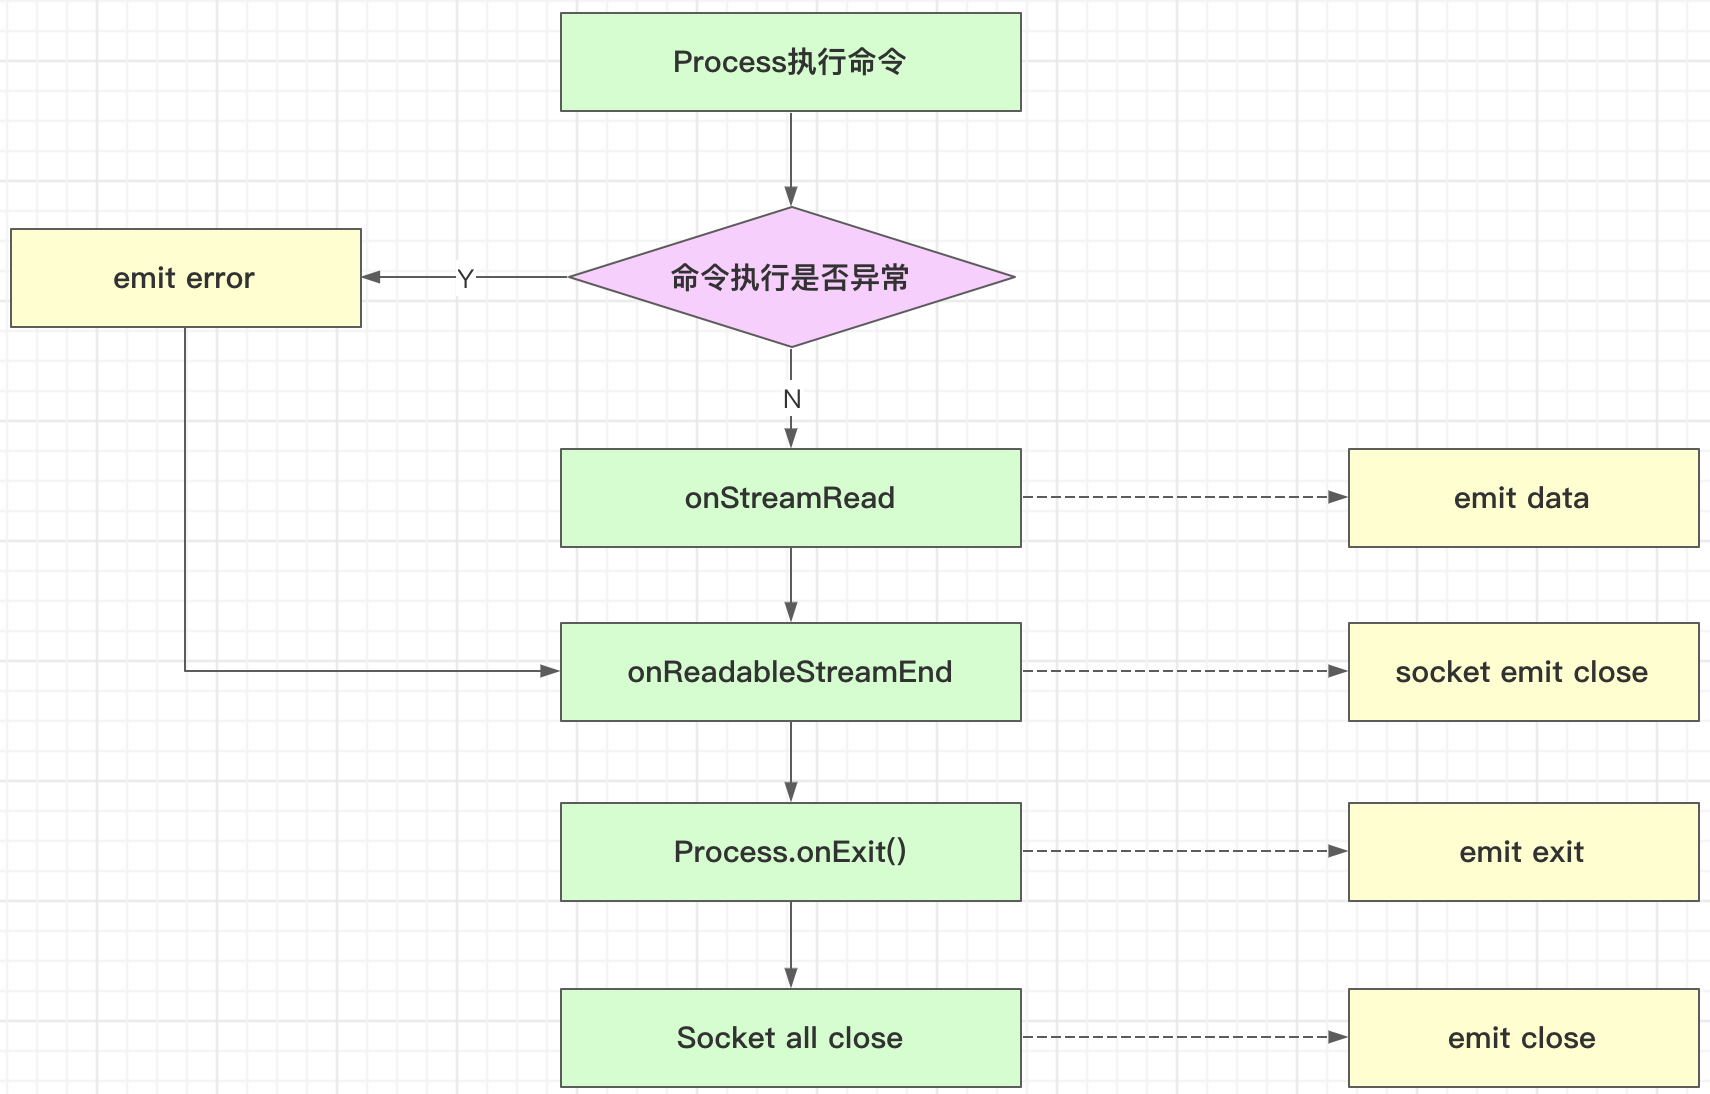 Process执行命令
emit error
Y
命令执行是否异常
N
onStreamRead
emit data
onReadableStreamEnd
socket emit close
Process.onExit()
emit exit
Socket all close
emit close